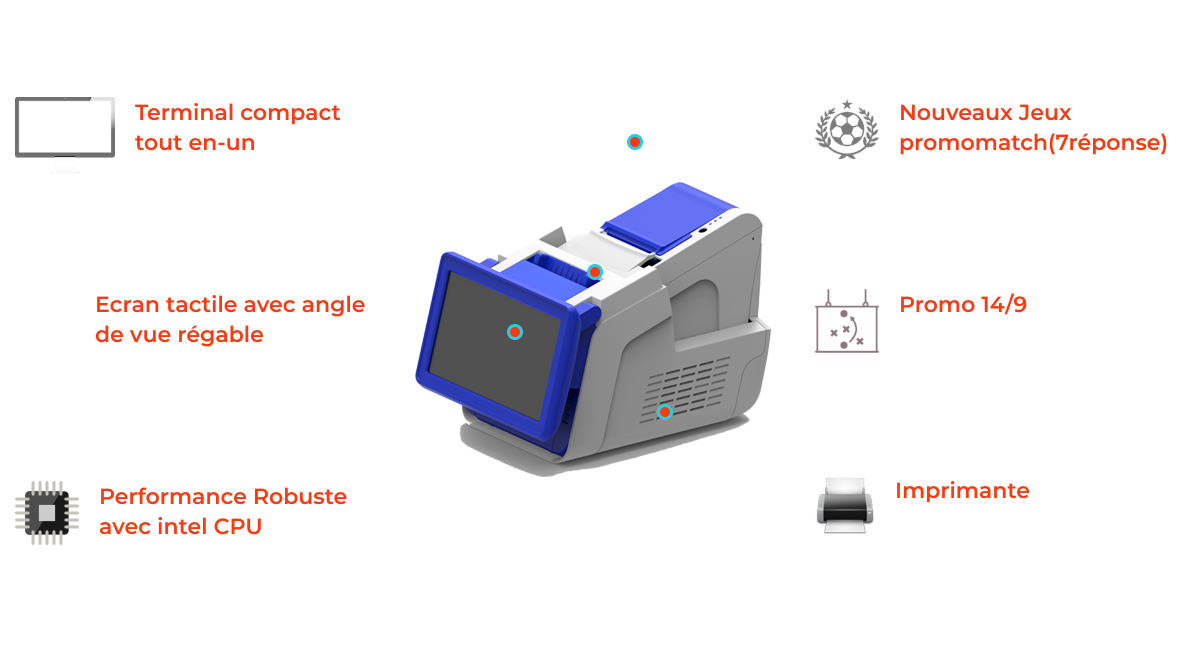 Terminal compact
tout en-un
Nouveaux Jeux
promomatch(7réponse)
Ecran tactile avec angle
de vue régable
Promo 14/9
Performance Robuste
avec intel CPU
Imprimante